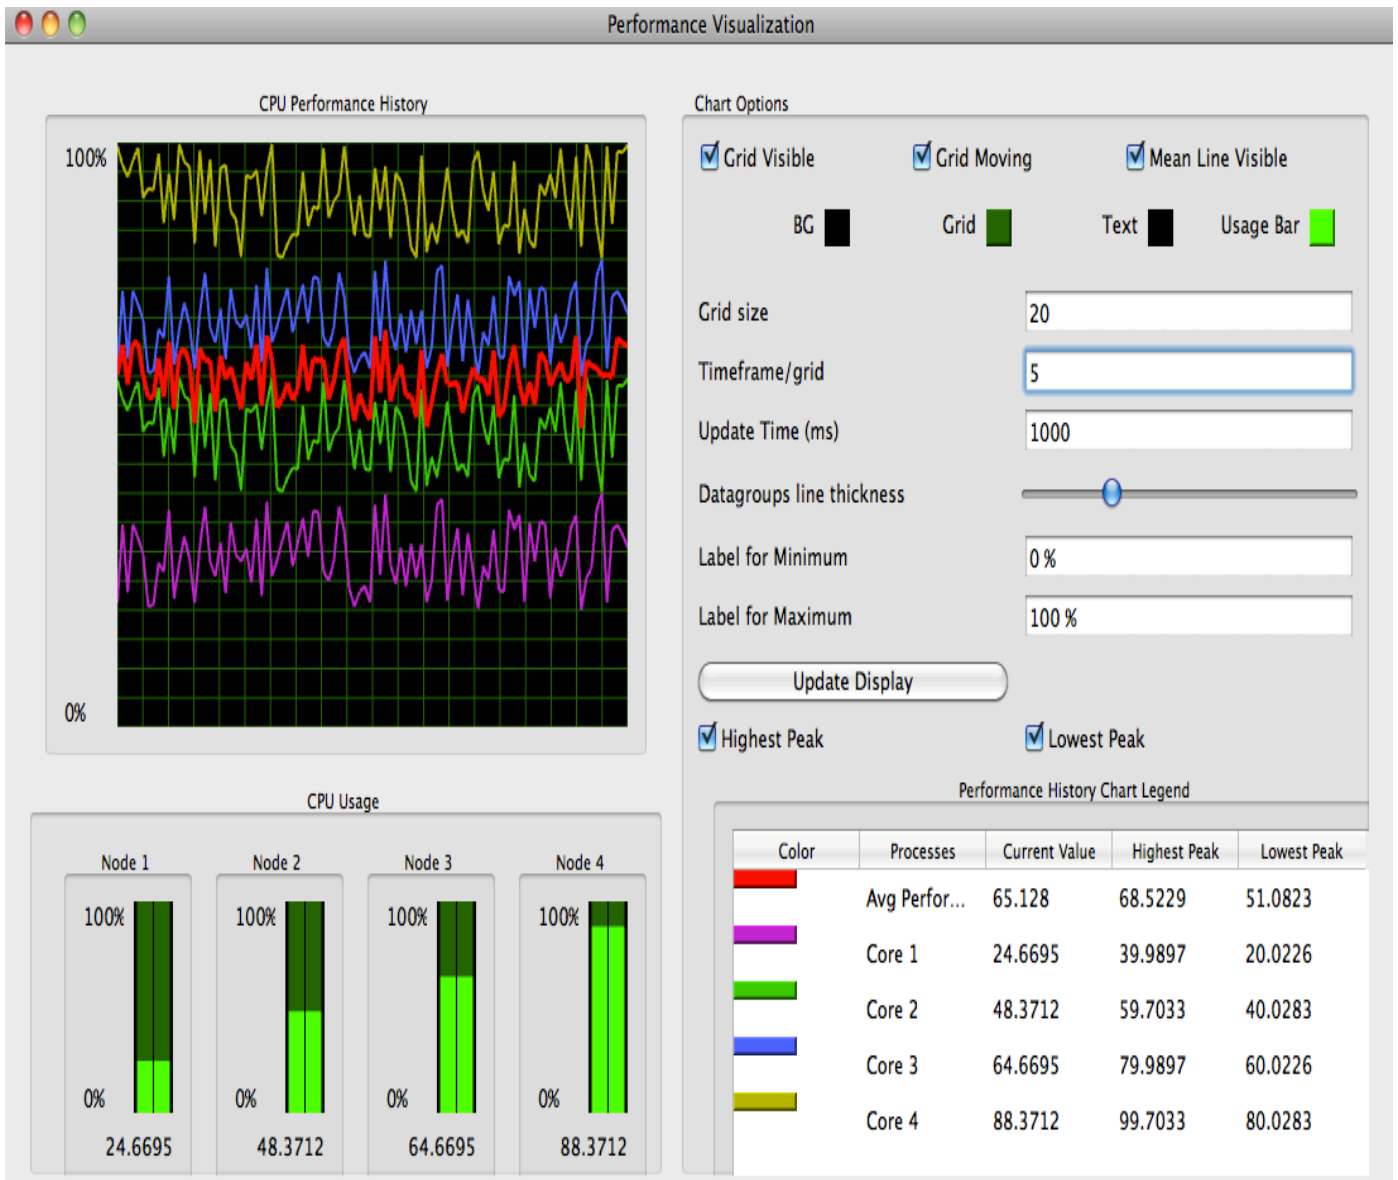 Performance Visualization
CPU Performance History
100%
0%
Chart Options
Grid Visible Grid Moving Mean Line Visible
BG Grid Text Usage Bar
Grid size 20
Timeframe/grid 5
Update Time (ms) 1000
Datagroups line thickness
Label for Minimum 0 %
Label for Maximum 100 %
Update Display
Highest Peak Lowest Peak
CPU Usage
Node 1 Node 2 Node 3 Node 4
100% 100% 100% 100%
0% 0% 0% 0%
24.6695 48.3712 64.6695 88.3712
Performance History Chart Legend
Color Processes Current Value Highest Peak Lowest Peak
Avg Perfor... 65.128 68.5229 51.0823
Core 1 24.6695 39.9897 20.0226
Core 2 48.3712 59.7033 40.0283
Core 3 64.6695 79.9897 60.0226
Core 4 88.3712 99.7033 80.0283